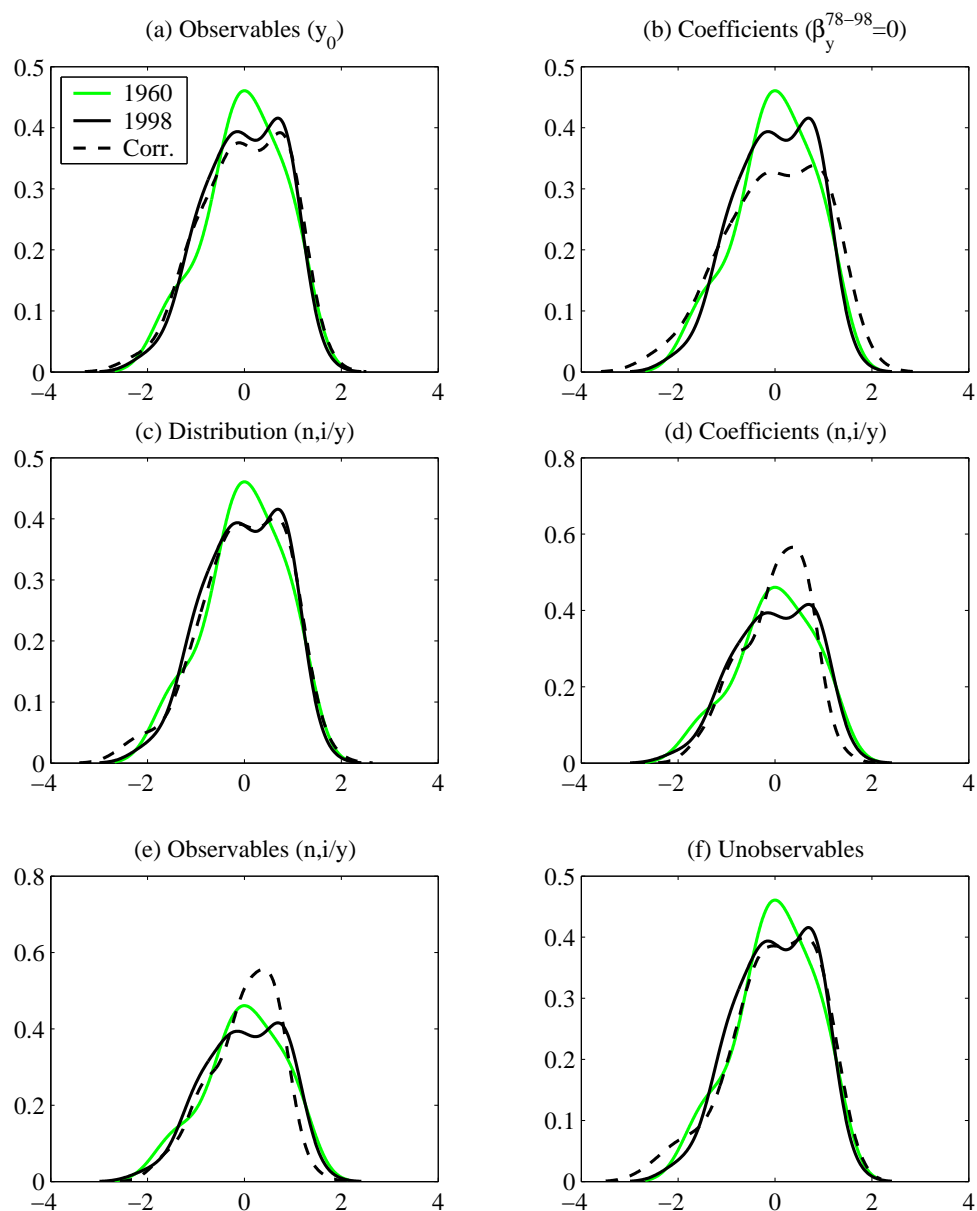 (a) Observables (y0)
0.5
0.4
0.3
0.2
0.1
0
−4 −2 0 2 4
1960
1998
Corr.
(b) Coefficients (βy78−98=0)
0.5
0.4
0.3
0.2
0.1
0
−4 −2 0 2 4
(c) Distribution (n,i/y)
0.5
0.4
0.3
0.2
0.1
0
−4 −2 0 2 4
(d) Coefficients (n,i/y)
0.8
0.6
0.4
0.2
0
−4 −2 0 2 4
(e) Observables (n,i/y)
0.8
0.6
0.4
0.2
0
−4 −2 0 2 4
(f) Unobservables
0.5
0.4
0.3
0.2
0.1
0
−4 −2 0 2 4